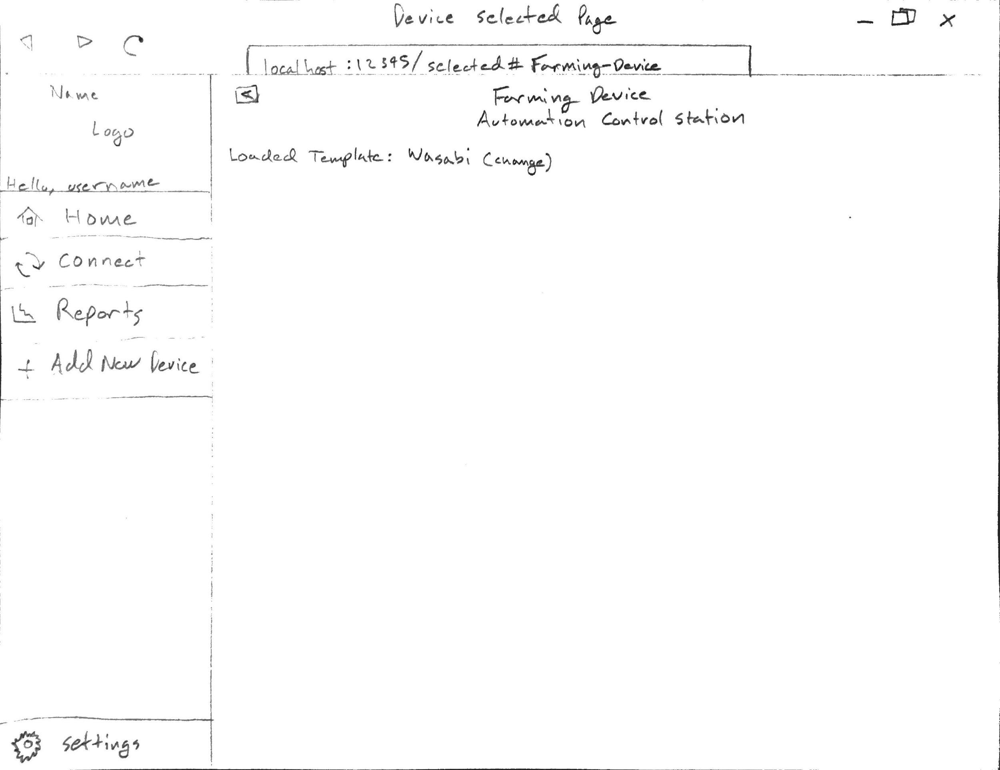 Device selected Page
localhost:12345/selected#Farming-Device
Name
Logo
Hello, username
Home
Connect
Reports
+ Add New Device
settings
Farming Device
Automation Control Station
Loaded Template: Wasabi (change)